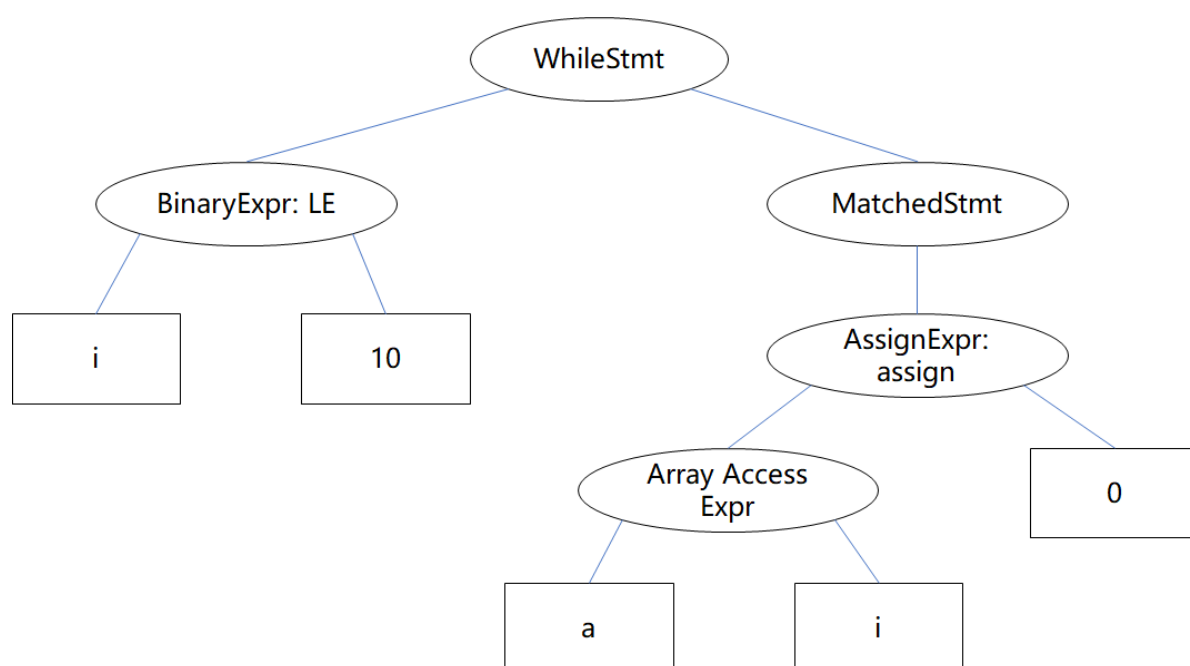 WhileStmt
BinaryExpr: LE
MatchedStmt
i
10
AssignExpr:
assign
Array Access
Expr
0
a
i